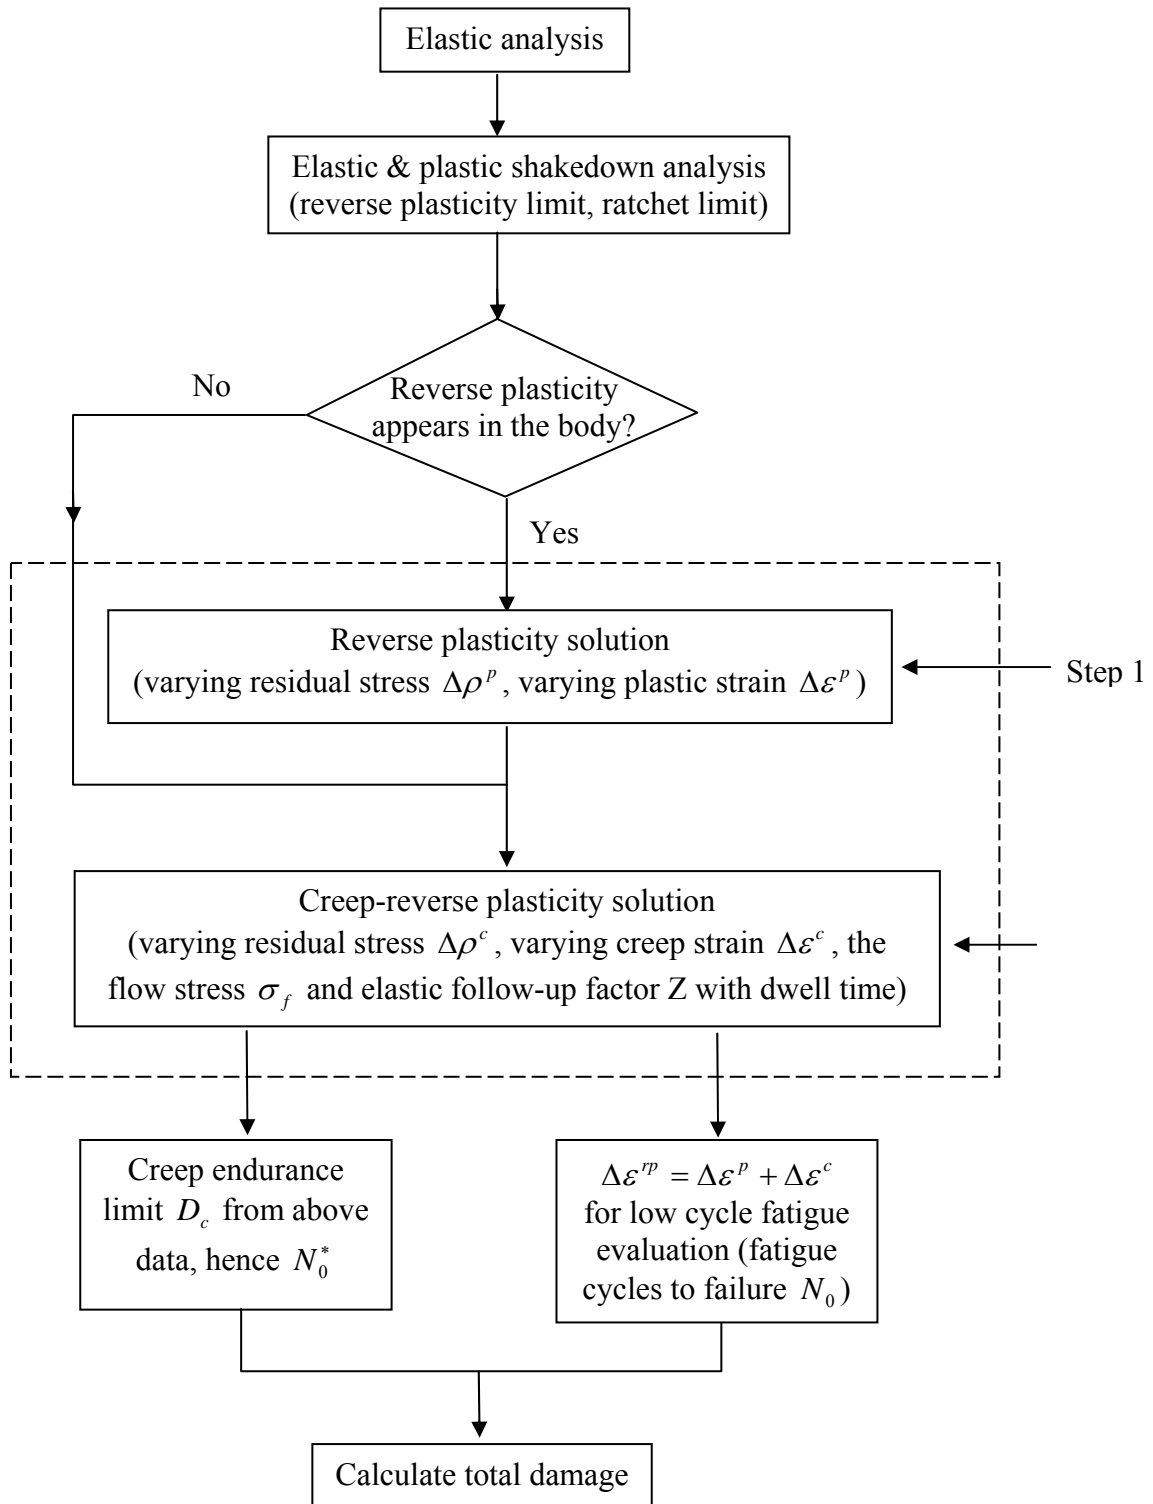 Elastic analysis
Elastic & plastic shakedown analysis
(reverse plasticity limit, ratchet limit)
Reverse plasticity
appears in the body?
No
Yes
Reverse plasticity solution
(varying residual stress Δρ^p, varying plastic strain Δε^p)
Step 1
Creep-reverse plasticity solution
(varying residual stress Δρ^c, varying creep strain Δε^c, the
flow stress σ_f and elastic follow-up factor Z with dwell time)
Creep endurance
limit D_c from above
data, hence N_0^*
Δε^rp = Δε^p + Δε^c
for low cycle fatigue
evaluation (fatigue
cycles to failure N_0)
Calculate total damage